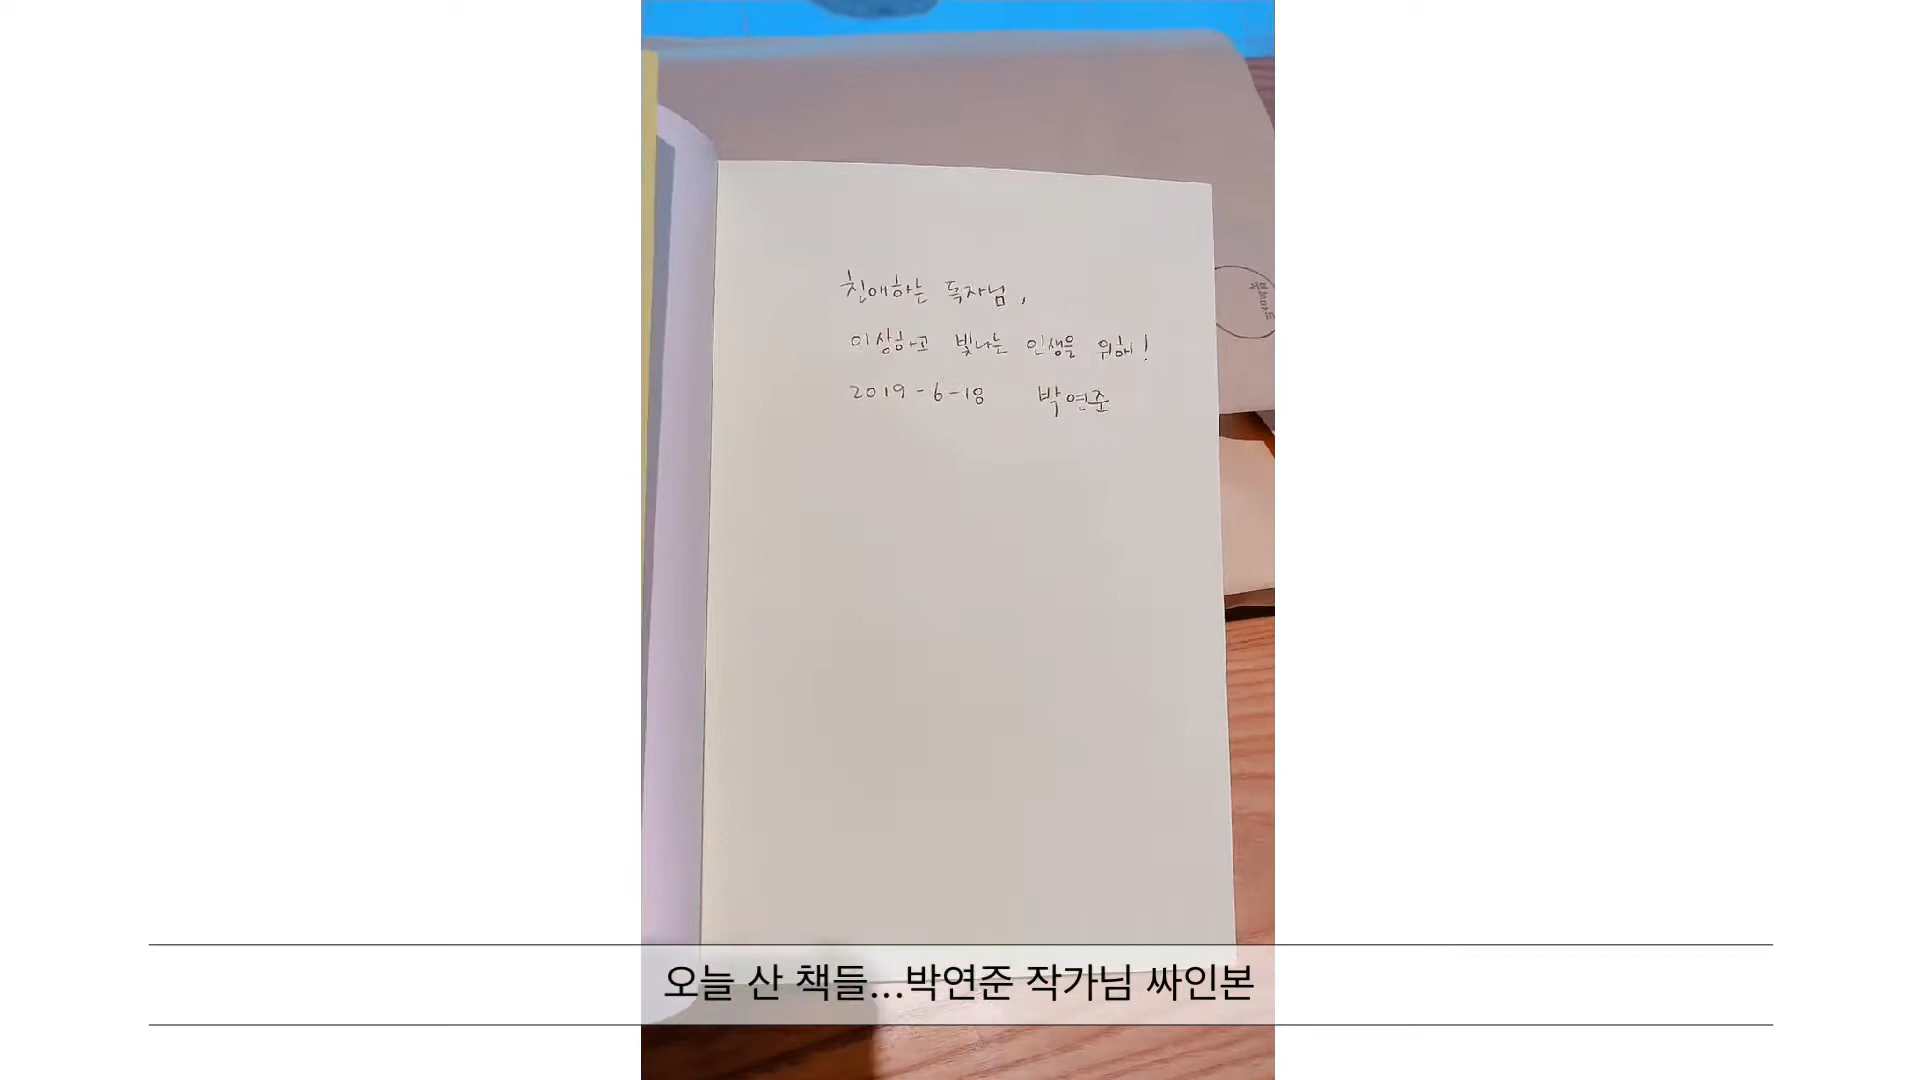 친애하는 독자님,
이상하고 빛나는 인생을 위해!
2019-6-18 박연준
오늘 산 책들...박연준 작가님 싸인본